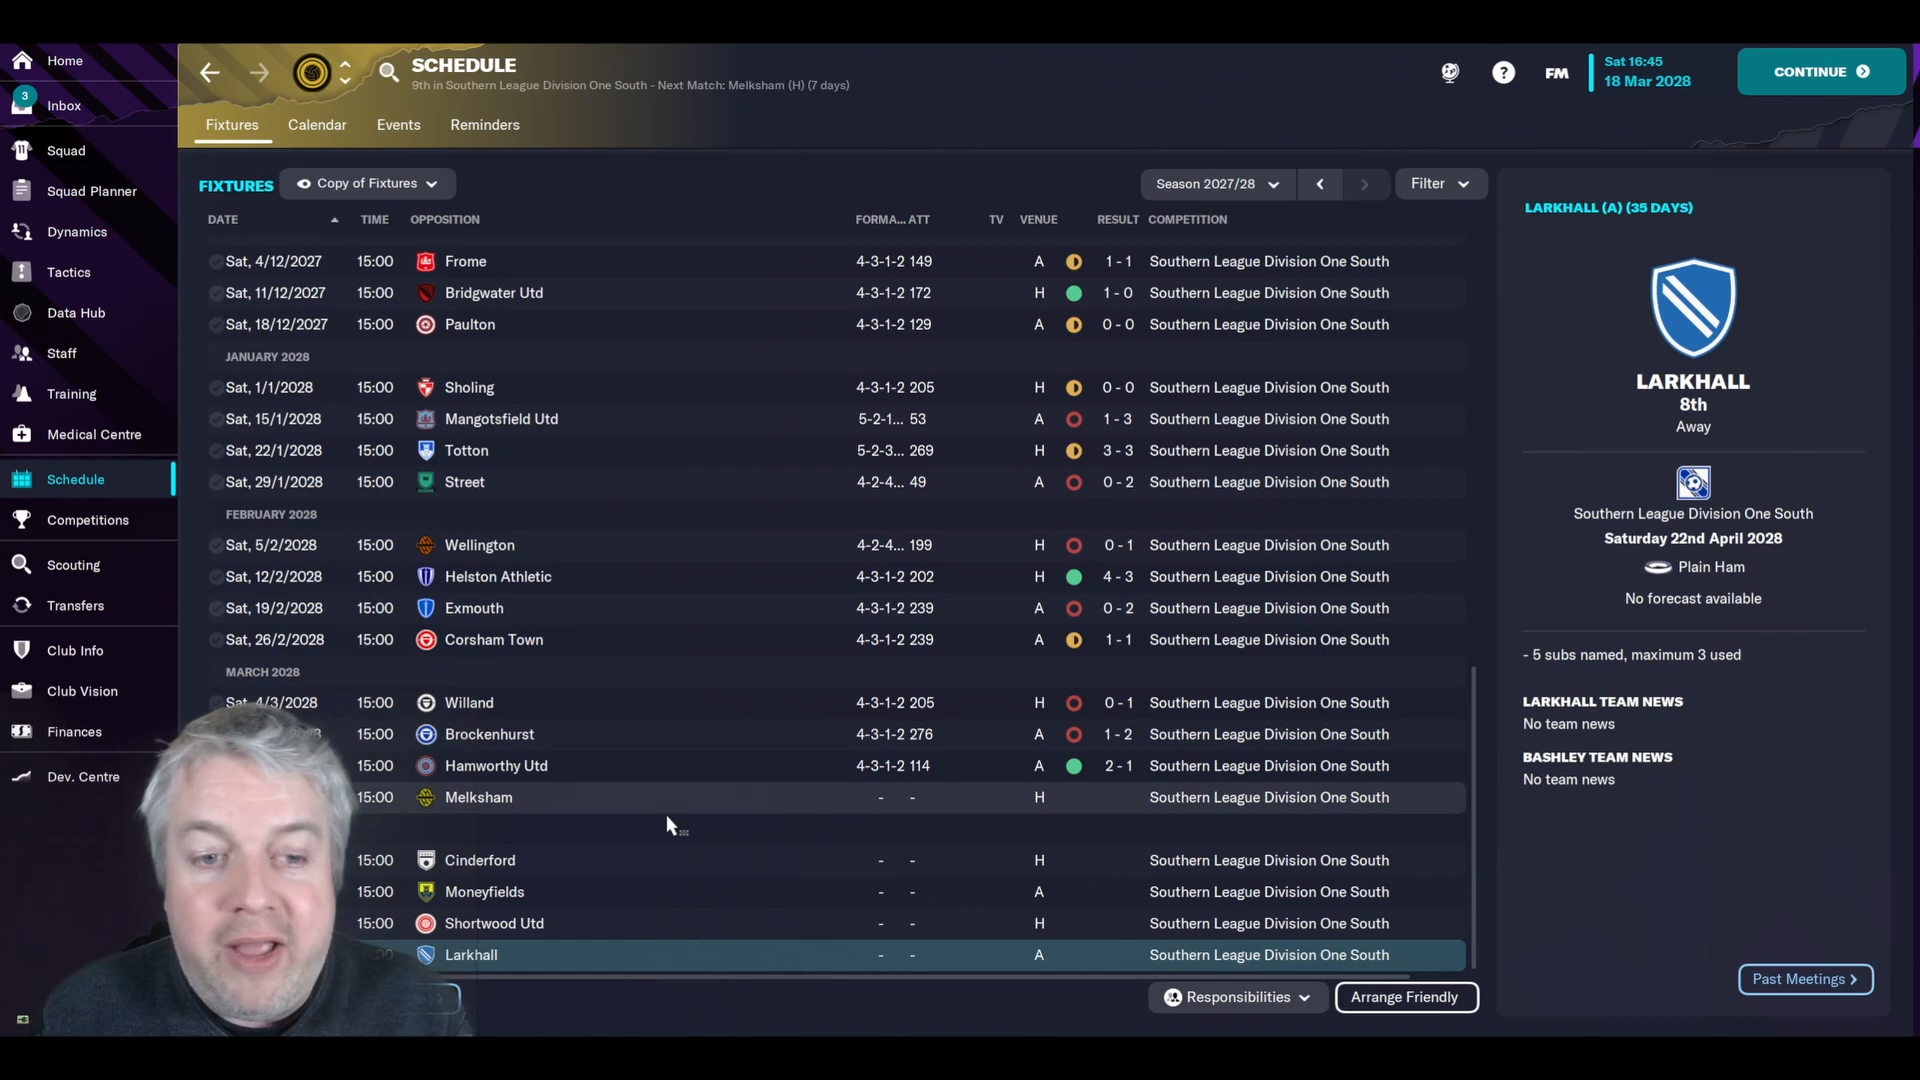 Home
3
Inbox
Squad
Squad Planner
Dynamics
Tactics
Data Hub
Staff
Training
Medical Centre
Schedule
Competitions
Scouting
Transfers
Club Info
Club Vision
Finances
Dev. Centre
SCHEDULE
9th in Southern League Division One South - Next Match: Melksham (H) (7 days)
FM
Sat 16:45
18 Mar 2028
CONTINUE
Fixtures Calendar Events Reminders
FIXTURES Copy of Fixtures Season 2027/28 Filter
DATE TIME OPPOSITION FORMA... ATT TV VENUE RESULT COMPETITION
Sat, 4/12/2027 15:00 Frome 4-3-1-2 149 A 1 - 1 Southern League Division One South
Sat, 11/12/2027 15:00 Bridgwater Utd 4-3-1-2 172 H 1 - 0 Southern League Division One South
Sat, 18/12/2027 15:00 Paulton 4-3-1-2 129 A 0 - 0 Southern League Division One South
JANUARY 2028
Sat, 1/1/2028 15:00 Sholing 4-3-1-2 205 H 0 - 0 Southern League Division One South
Sat, 15/1/2028 15:00 Mangotsfield Utd 5-2-1... 53 A 1 - 3 Southern League Division One South
Sat, 22/1/2028 15:00 Totton 5-2-3... 269 H 3 - 3 Southern League Division One South
Sat, 29/1/2028 15:00 Street 4-2-4... 49 A 0 - 2 Southern League Division One South
FEBRUARY 2028
Sat, 5/2/2028 15:00 Wellington 4-2-4... 199 H 0 - 1 Southern League Division One South
Sat, 12/2/2028 15:00 Helston Athletic 4-3-1-2 202 H 4 - 3 Southern League Division One South
Sat, 19/2/2028 15:00 Exmouth 4-3-1-2 239 A 0 - 2 Southern League Division One South
Sat, 26/2/2028 15:00 Corsham Town 4-3-1-2 239 A 1 - 1 Southern League Division One South
MARCH 2028
Sat, 4/3/2028 15:00 Willand 4-3-1-2 205 H 0 - 1 Southern League Division One South
15:00 Brockenhurst 4-3-1-2 276 A 1 - 2 Southern League Division One South
15:00 Hamworthy Utd 4-3-1-2 114 A 2 - 1 Southern League Division One South
15:00 Melksham - - H Southern League Division One South
15:00 Cinderford - - H Southern League Division One South
15:00 Moneyfields - - A Southern League Division One South
15:00 Shortwood Utd - - H Southern League Division One South
Larkhall - - A Southern League Division One South
Responsibilities Arrange Friendly
LARKHALL (A) (35 DAYS)
LARKHALL
8th
Away
Southern League Division One South
Saturday 22nd April 2028
Plain Ham
No forecast available
- 5 subs named, maximum 3 used
LARKHALL TEAM NEWS
No team news
BASHLEY TEAM NEWS
No team news
Past Meetings